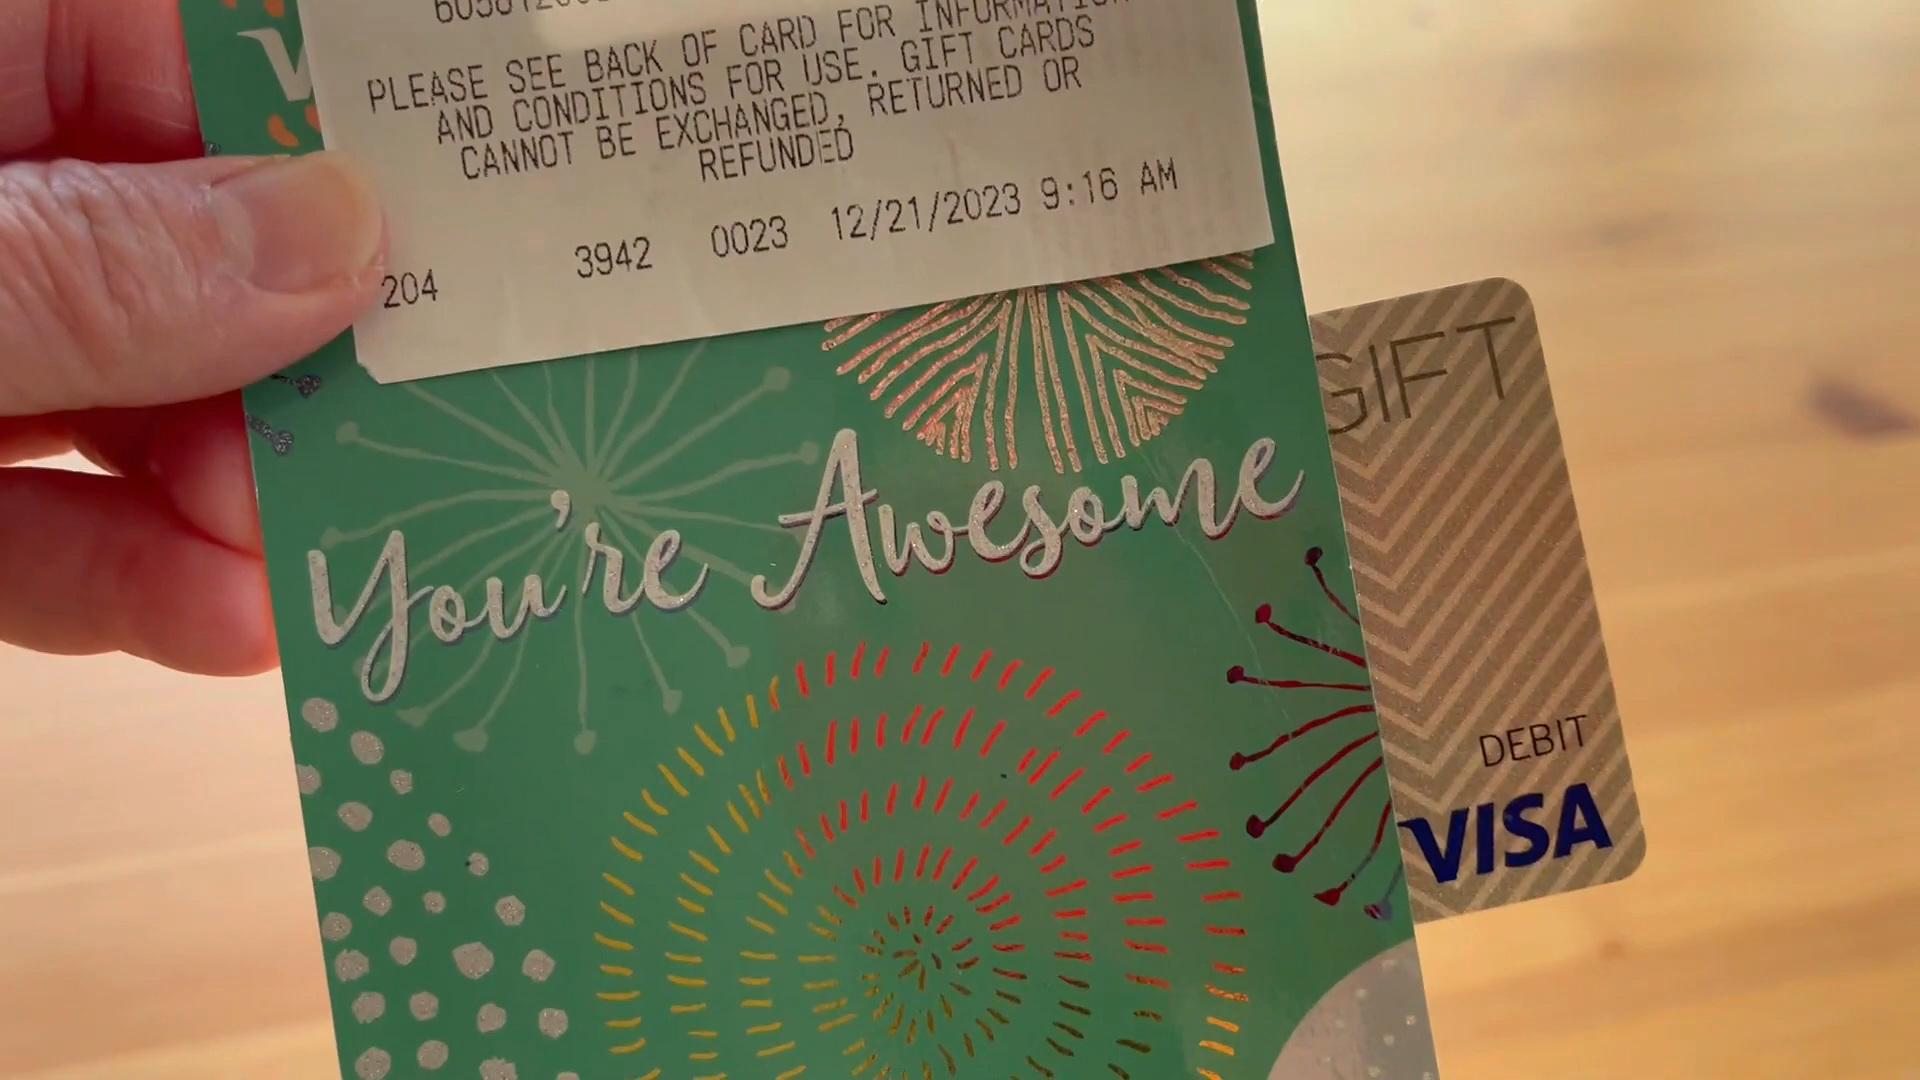 PLEASE SEE BACK OF CARD FOR INFORMATION
AND CONDITIONS FOR USE. GIFT CARDS
CANNOT BE EXCHANGED, RETURNED OR
REFUNDED
204 3942 0023 12/21/2023 9:16 AM
You're Awesome
GIFT
DEBIT
VISA